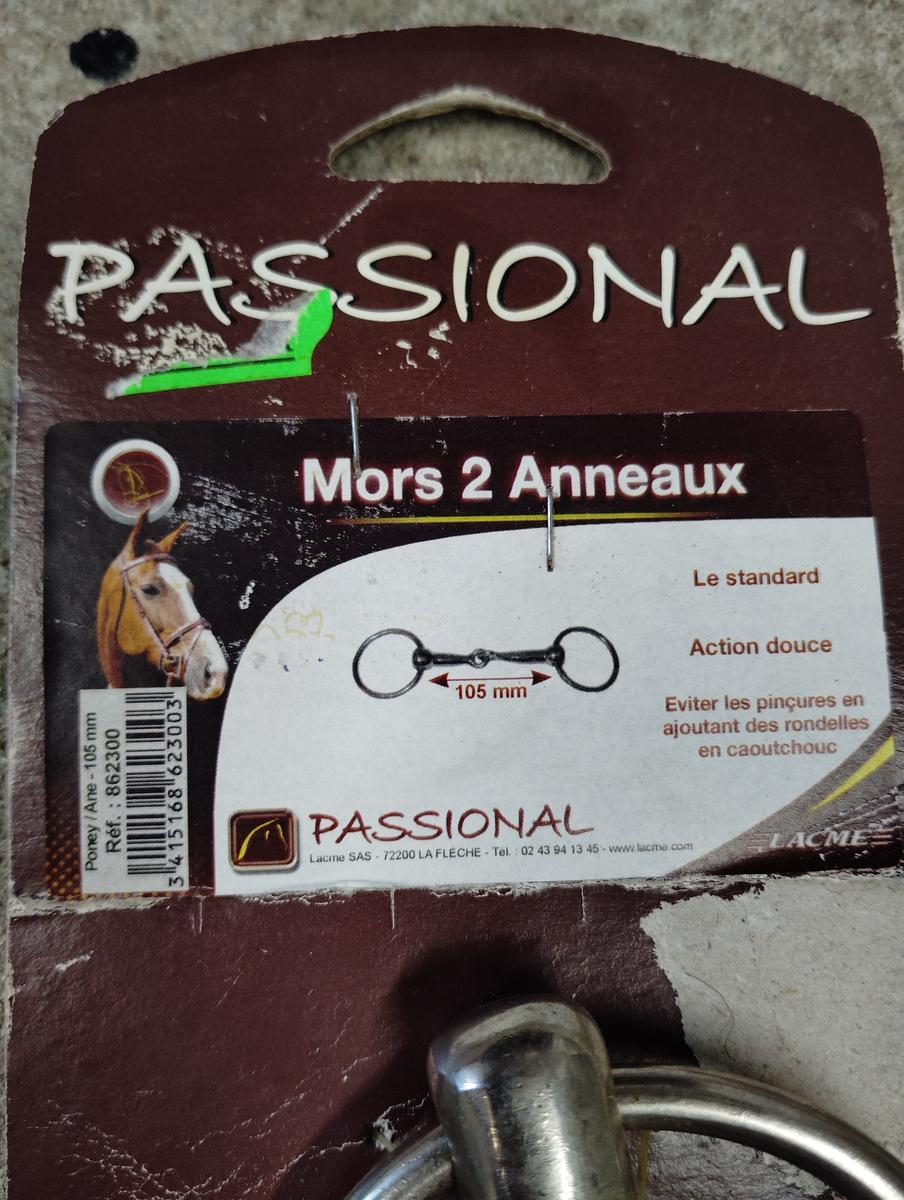 PASSIONAL
Mors 2 Anneaux
Le standard
Action douce
105 mm
Eviter les pinçures en
ajoutant des rondelles
en caoutchouc
Poney / Ane - 105 mm
Réf. : 862300
3 415168 623003
PASSIONAL
Lacme SAS - 72200 LA FLÈCHE - Tél. : 02 43 94 13 45 - www.lacme.com
LACME